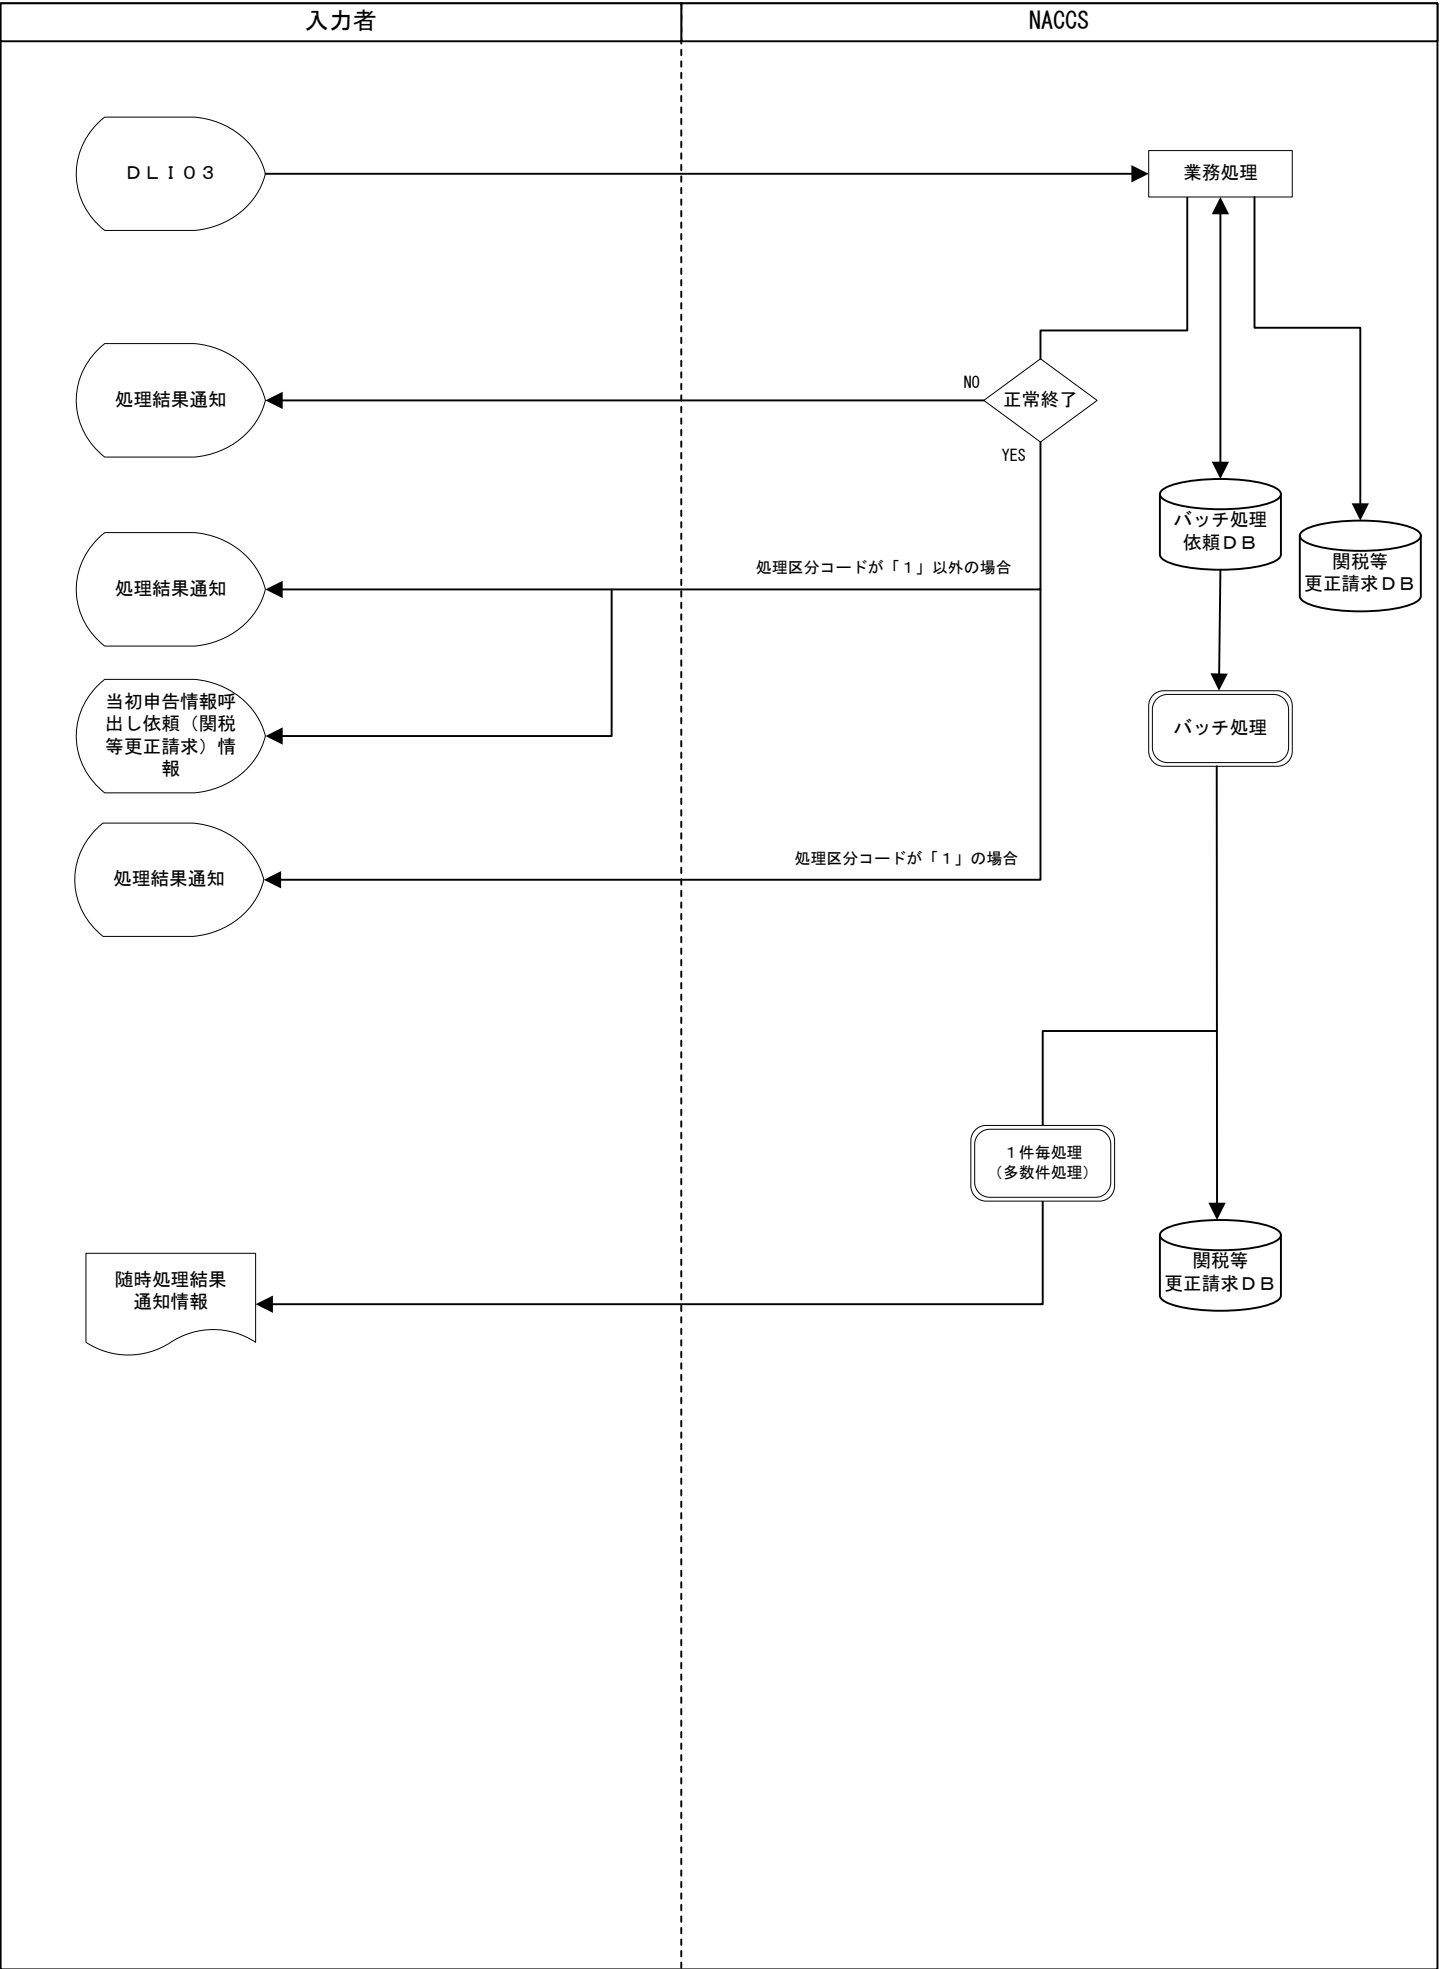 入力者
NACCS
ＤＬＩ０３
業務処理
処理結果通知
NO
正常終了
YES
バッチ処理
依頼ＤＢ
関税等
更正請求ＤＢ
処理結果通知
処理区分コードが「１」以外の場合
当初申告情報呼
出し依頼（関税
等更正請求）情
報
バッチ処理
処理結果通知
処理区分コードが「１」の場合
１件毎処理
（多数件処理）
随時処理結果
通知情報
関税等
更正請求ＤＢ